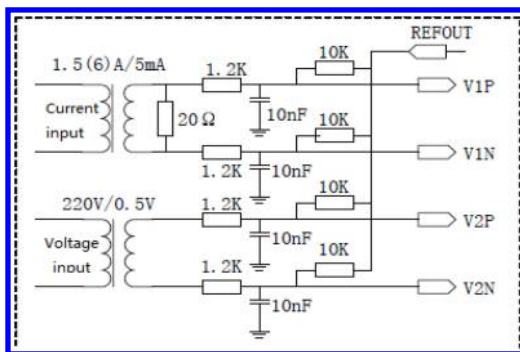 REFOUT
1.5(6)A/5mA
10K
1.2K
V1P
Current
input
20Ω
10nF
10K
V1N
1.2K
10nF
10K
220V/0.5V
1.2K
V2P
Voltage
input
10nF
10K
1.2K
V2N
10nF